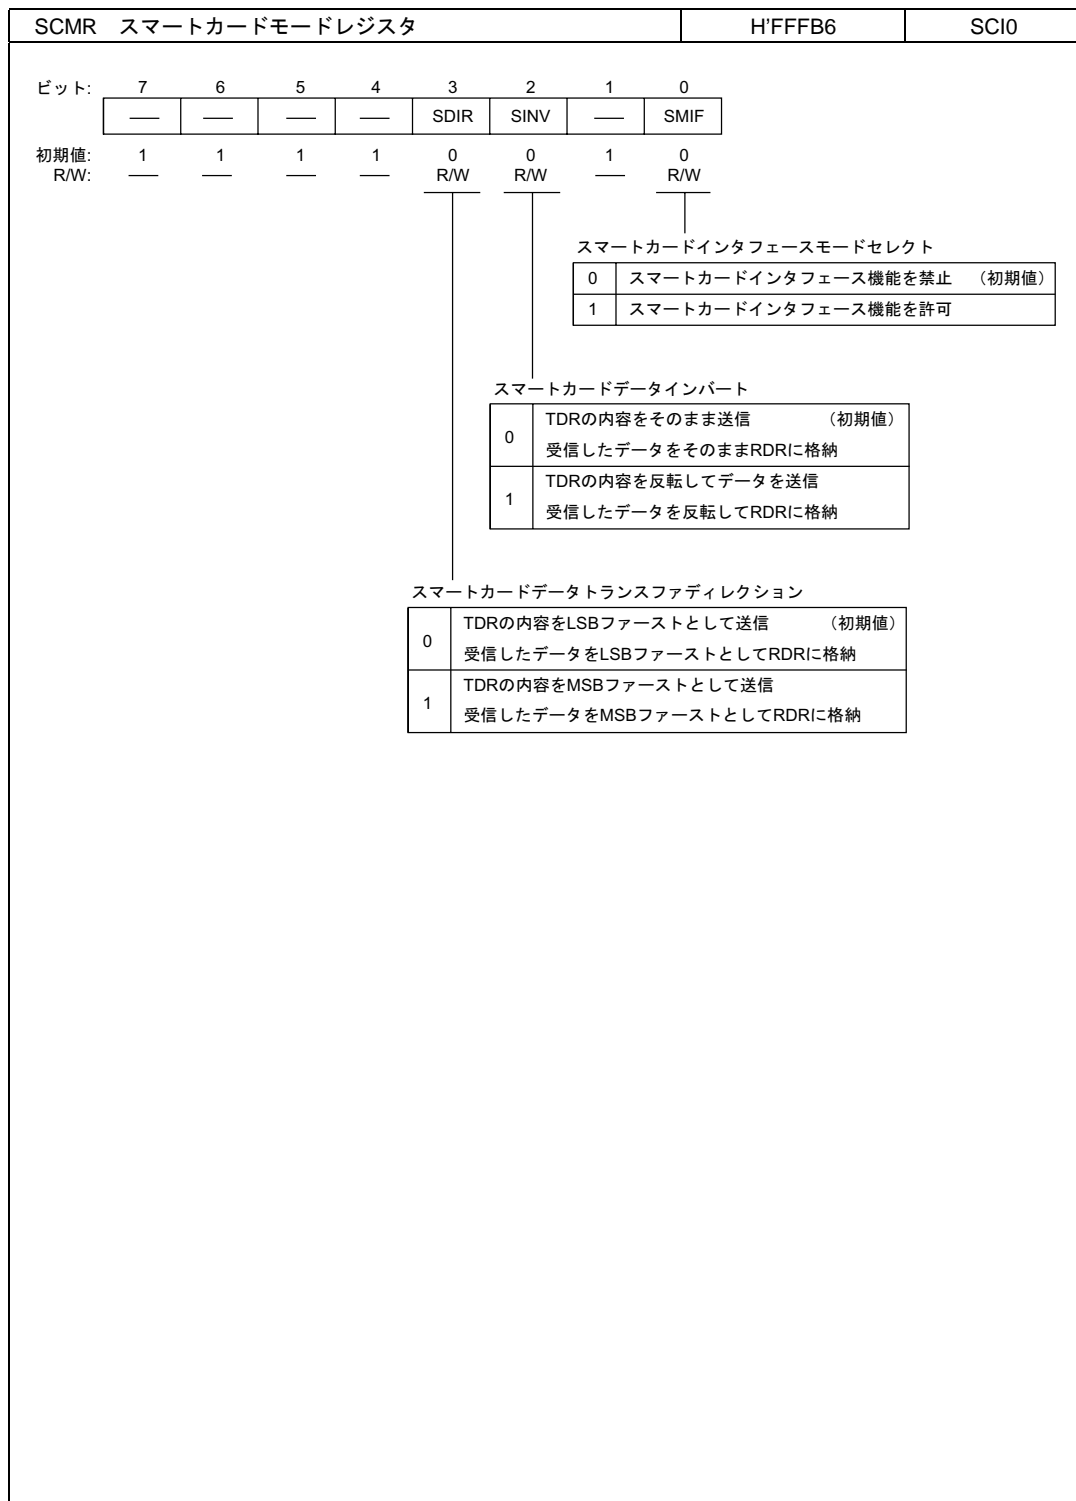 SCMR スマートカードモードレジスタ H'FFFB6 SCI0
ビット: 7 6 5 4 3 2 1 0
— — — — SDIR SINV — SMIF
初期値: 1 1 1 1 0 0 1 0
R/W: — — — — R/W R/W — R/W
スマートカードインタフェースモードセレクト
0 スマートカードインタフェース機能を禁止 （初期値）
1 スマートカードインタフェース機能を許可
スマートカードデータインバート
0 TDRの内容をそのまま送信 （初期値）
受信したデータをそのままRDRに格納
1 TDRの内容を反転してデータを送信
受信したデータを反転してRDRに格納
スマートカードデータトランスファディレクション
0 TDRの内容をLSBファーストとして送信 （初期値）
受信したデータをLSBファーストとしてRDRに格納
1 TDRの内容をMSBファーストとして送信
受信したデータをMSBファーストとしてRDRに格納